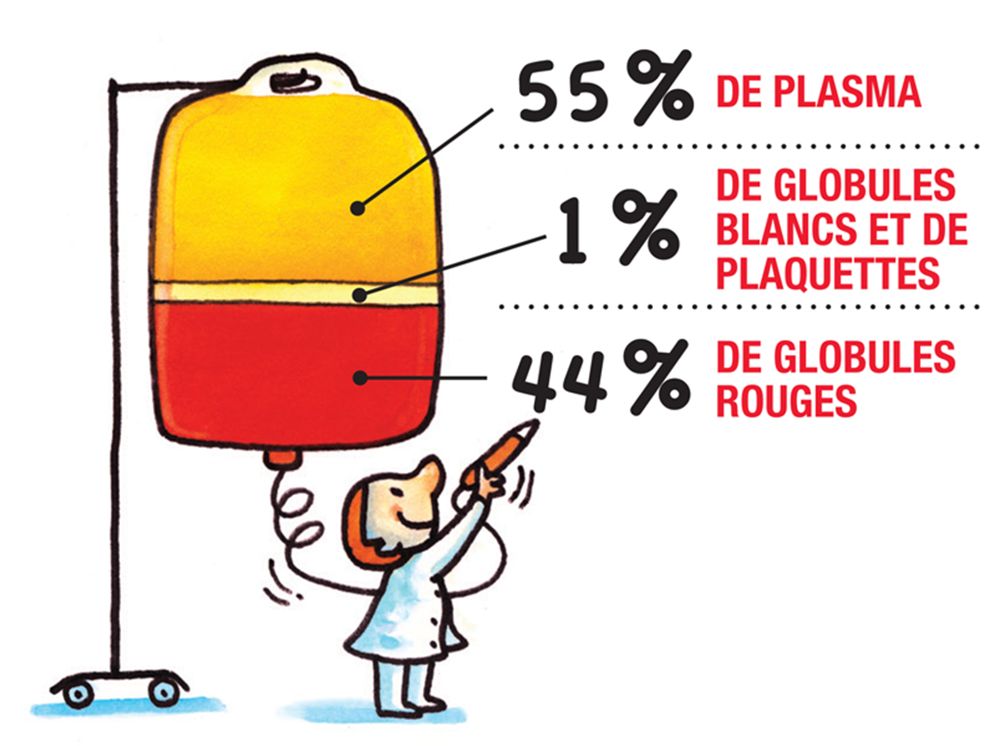 55 % DE PLASMA
1 % DE GLOBULES
BLANCS ET DE
PLAQUETTES
44 % DE GLOBULES
ROUGES